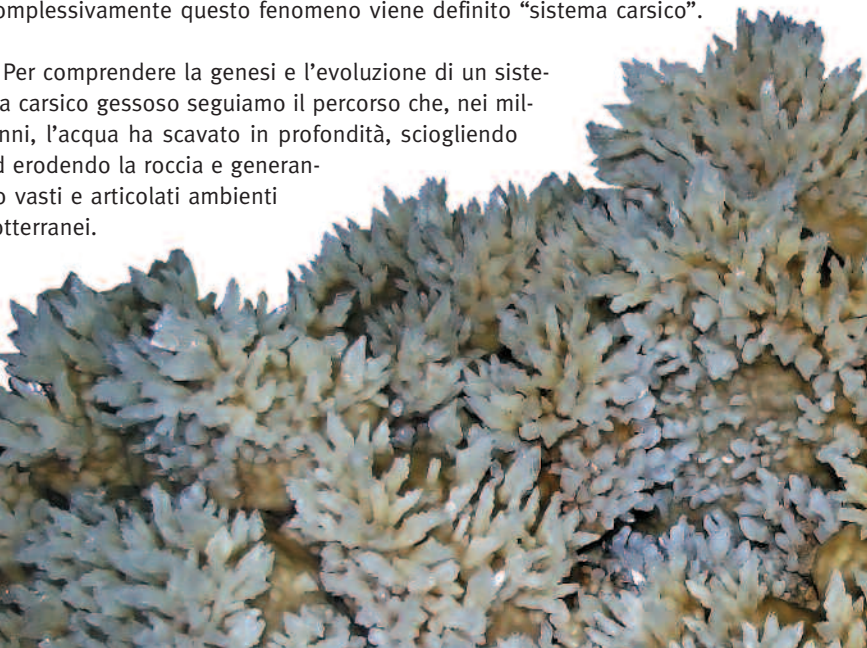 omplessivamente questo fenomeno viene definito “sistema carsico”.
Per comprendere la genesi e l’evoluzione di un siste-
a carsico gessoso seguiamo il percorso che, nei mil-
nni, l’acqua ha scavato in profondità, sciogliendo
d erodendo la roccia e generan-
o vasti e articolati ambienti
otterranei.